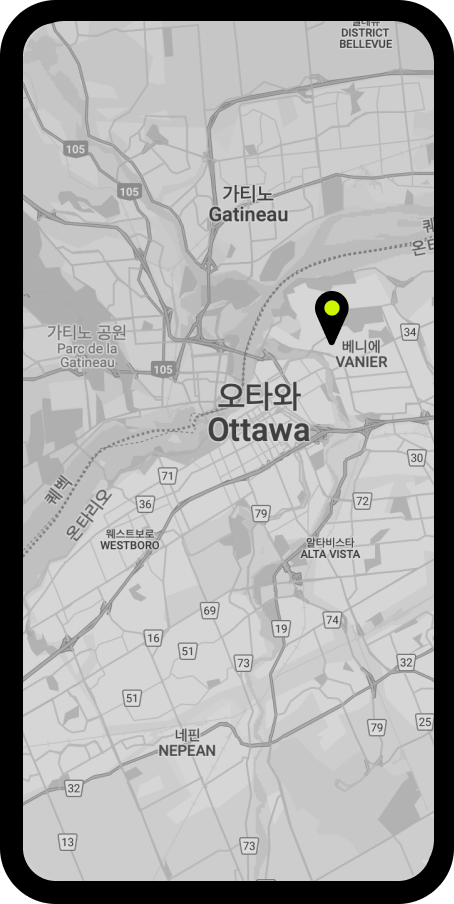 DISTRICT
BELLEVUE
105
105
가티노
Gatineau
퀘
온타
34
가티노 공원
Parc de la
Gatineau
베니에
VANIER
105
오타와
Ottawa
30
71
퀘벡
온타리오
36
79
72
웨스트보로
WESTBORO
알타비스타
ALTA VISTA
69
74
19
16
51
73
32
51
25
79
네핀
NEPEAN
32
13
73